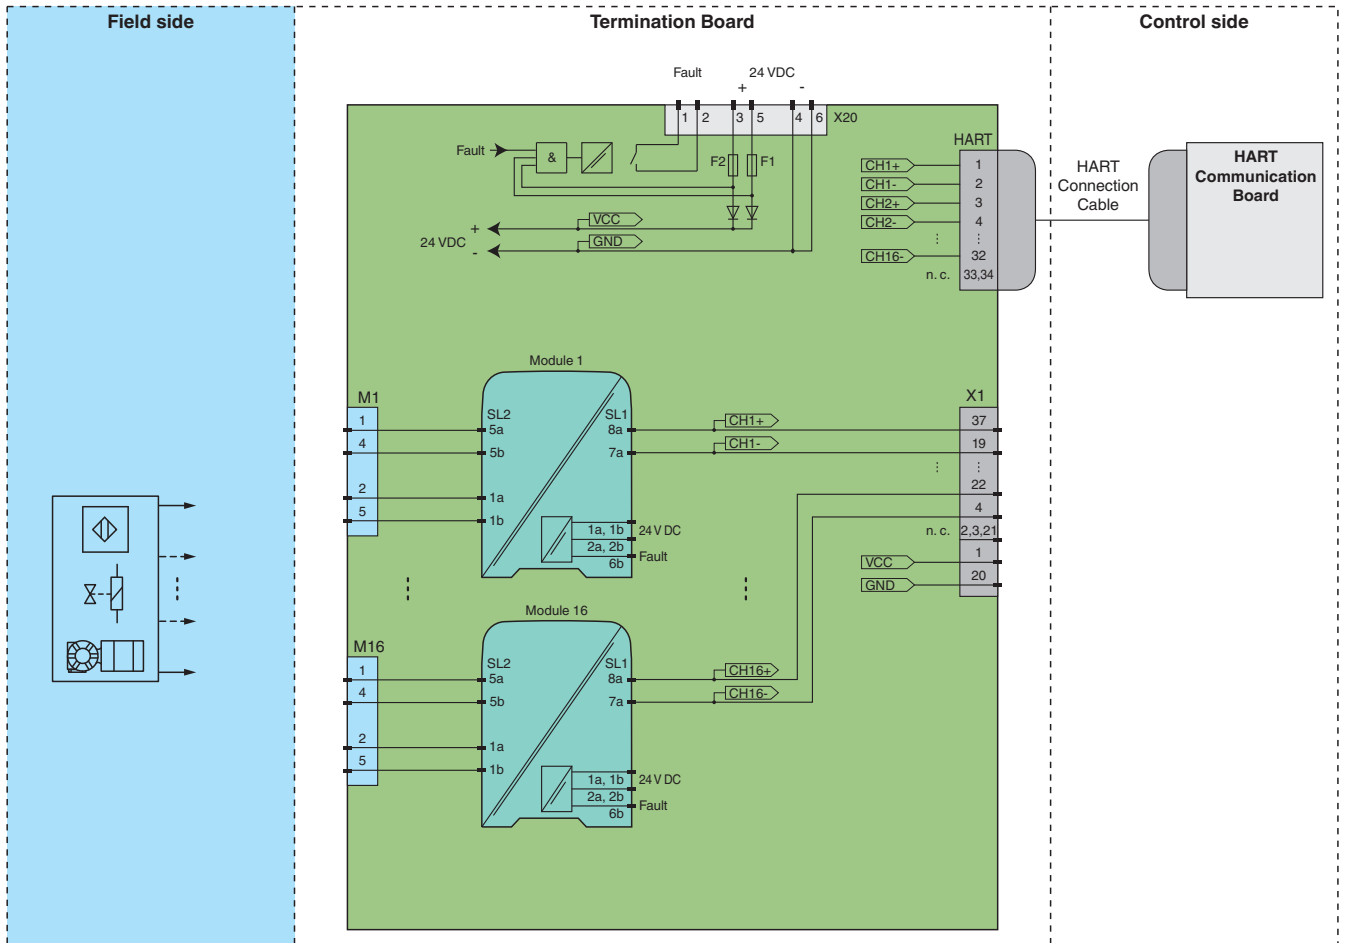 Field side
Termination Board
Control side
Fault
24 VDC
+
-
1
2
3
5
4
6
X20
Fault
&
F2
F1
VCC
+
24 VDC
GND
-
HART
CH1+
1
CH1-
2
CH2+
3
CH2-
4
CH16-
32
n. c.
33,34
HART
Connection
Cable
HART
Communication
Board
Module 1
M1
1
4
2
5
SL2
5a
5b
1a
1b
SL1
8a
7a
1a, 1b
24 V DC
2a, 2b
Fault
6b
CH1+
CH1-
X1
37
19
22
4
n. c.
2,3,21
VCC
1
GND
20
Module 16
M16
1
4
2
5
SL2
5a
5b
1a
1b
SL1
8a
7a
1a, 1b
24 V DC
2a, 2b
Fault
6b
CH16+
CH16-